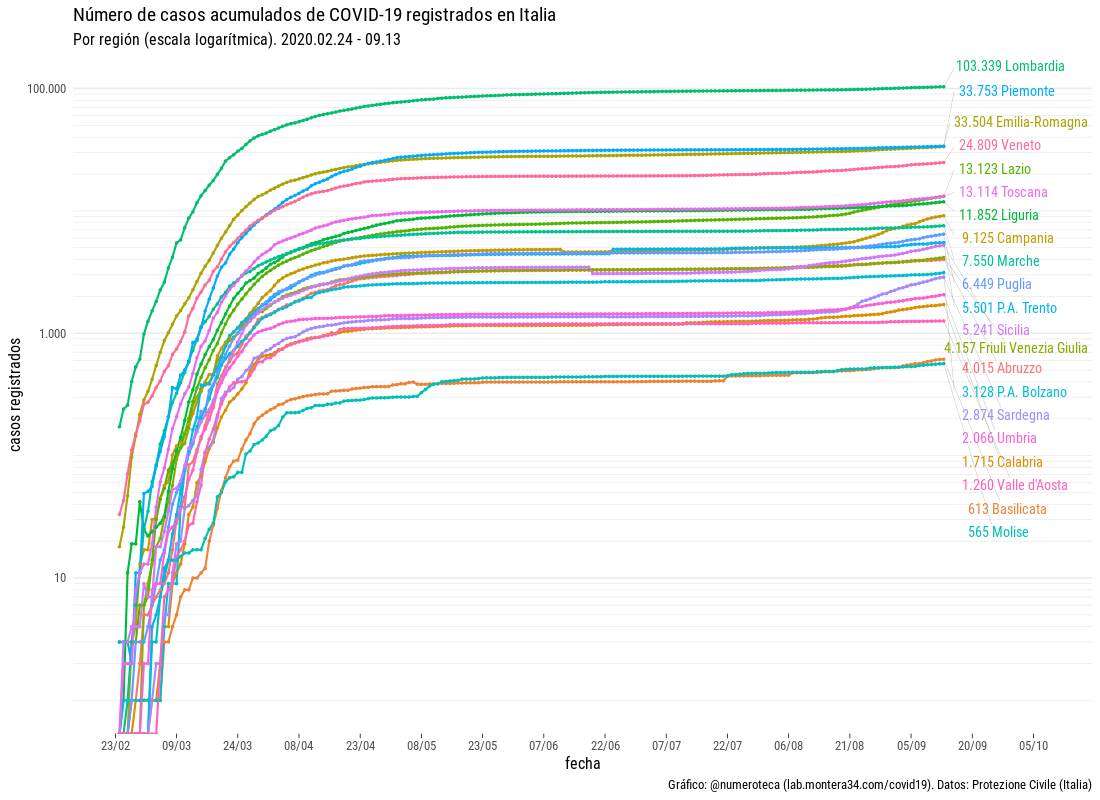 Número de casos acumulados de COVID-19 registrados en Italia
Por región (escala logarítmica). 2020.02.24 - 09.13
100.000
1.000
10
casos registrados
103.339 Lombardia
33.753 Piemonte
33.504 Emilia-Romagna
24.809 Veneto
13.123 Lazio
13.114 Toscana
11.852 Liguria
9.125 Campania
7.550 Marche
6.449 Puglia
5.501 P.A. Trento
5.241 Sicilia
4.157 Friuli Venezia Giulia
4.015 Abruzzo
3.128 P.A. Bolzano
2.874 Sardegna
2.066 Umbria
1.715 Calabria
1.260 Valle d'Aosta
613 Basilicata
565 Molise
23/02 09/03 24/03 08/04 23/04 08/05 23/05 07/06 22/06 07/07 22/07 06/08 21/08 05/09 20/09 05/10
fecha
Gráfico: @numeroteca (lab.montera34.com/covid19). Datos: Protezione Civile (Italia)